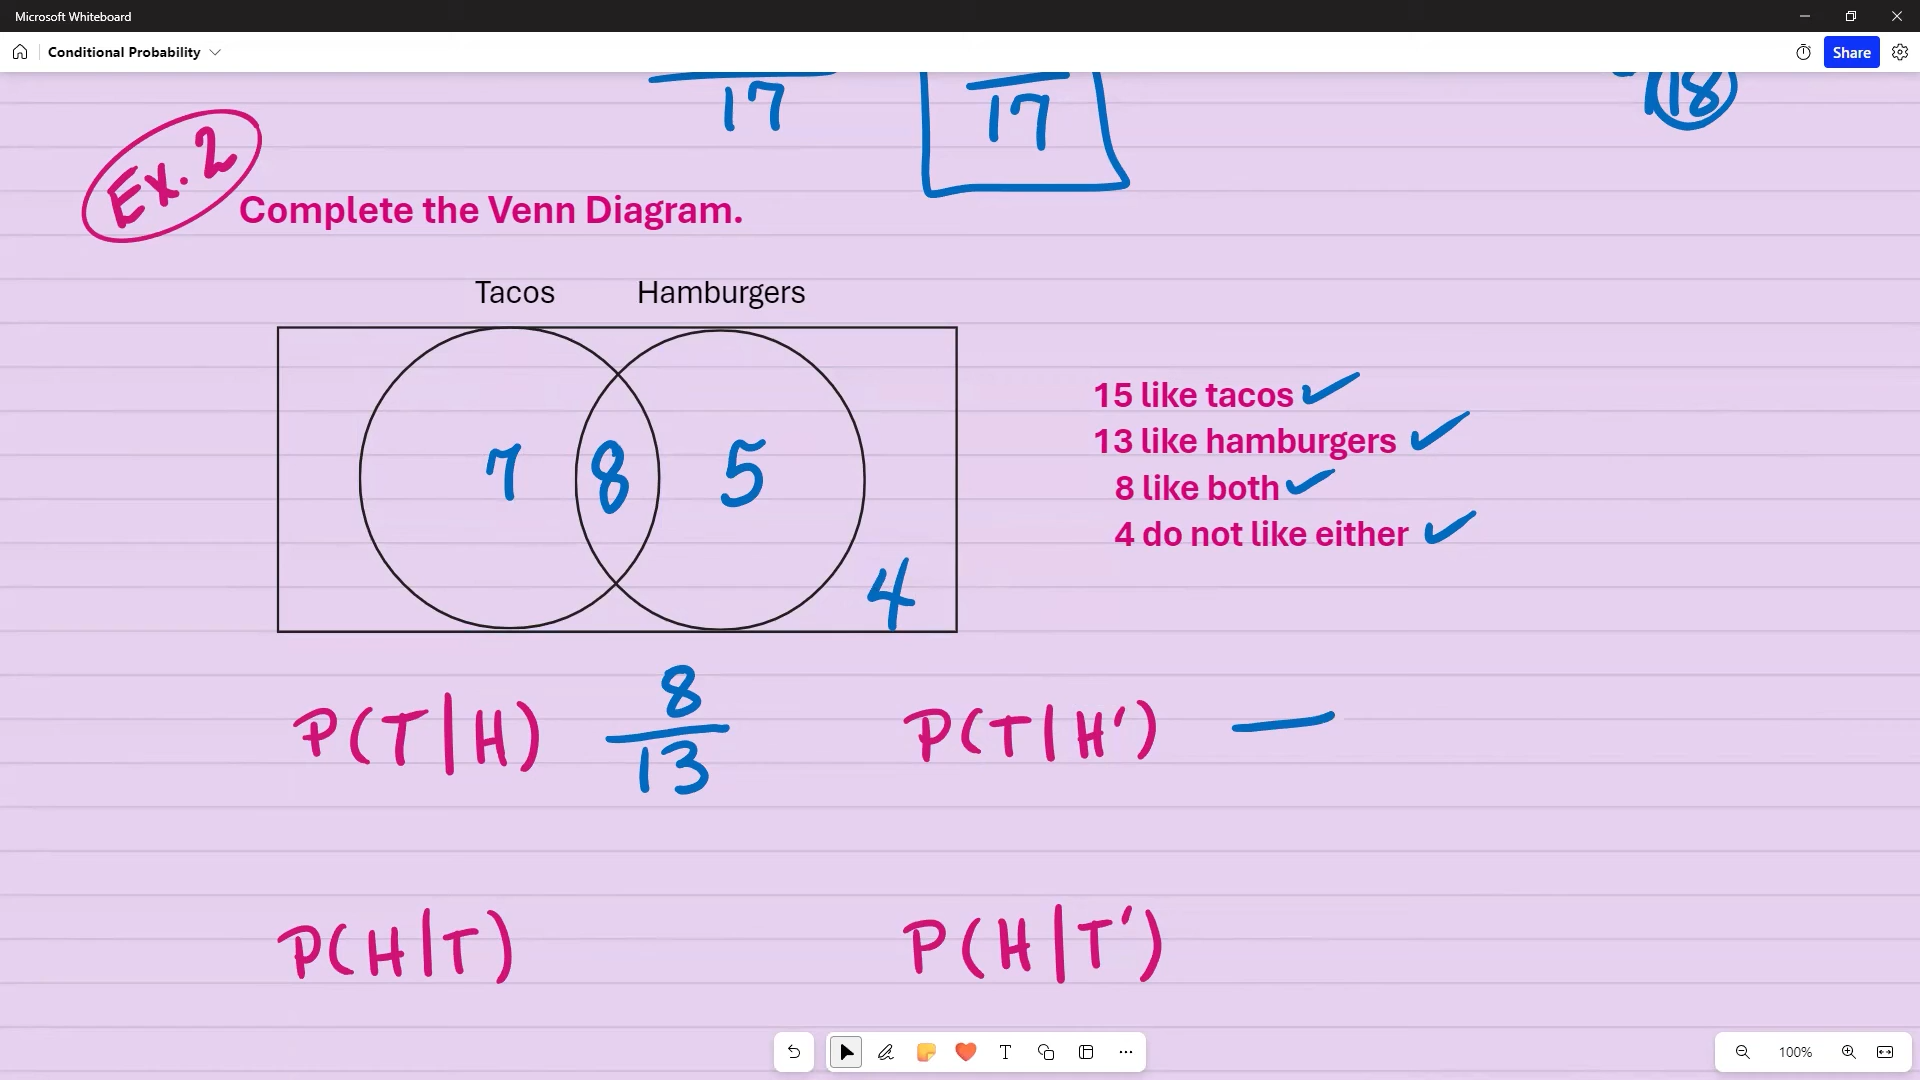 Microsoft Whiteboard
Conditional Probability
Share
17
17
18
Ex. 2
Complete the Venn Diagram.
Tacos Hamburgers
7 8 5
4
15 like tacos
13 like hamburgers
8 like both
4 do not like either
P(T|H) 8/13
P(T|H')
P(H|T)
P(H|T')
100%